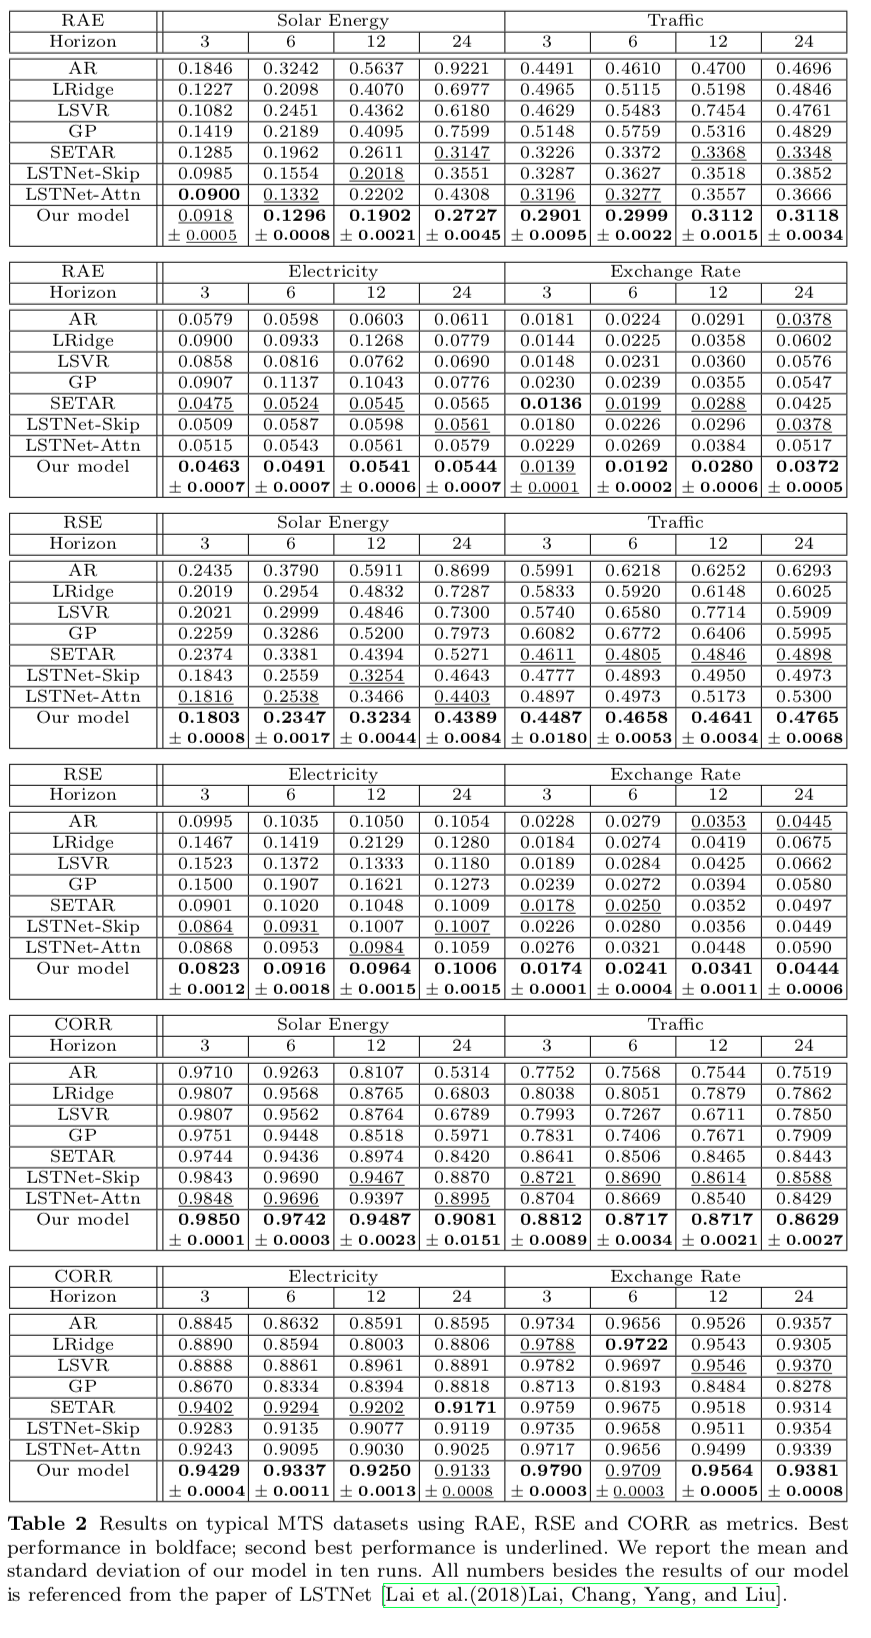 RAE Solar Energy Traffic
Horizon 3 6 12 24 3 6 12 24
AR 0.1846 0.3242 0.5637 0.9221 0.4491 0.4610 0.4700 0.4696
LRidge 0.1227 0.2098 0.4070 0.6977 0.4965 0.5115 0.5198 0.4846
LSVR 0.1082 0.2451 0.4362 0.6180 0.4629 0.5483 0.7454 0.4761
GP 0.1419 0.2189 0.4095 0.7599 0.5148 0.5759 0.5316 0.4829
SETAR 0.1285 0.1962 0.2611 0.3147 0.3226 0.3372 0.3368 0.3348
LSTNet-Skip 0.0985 0.1554 0.2018 0.3551 0.3287 0.3627 0.3518 0.3852
LSTNet-Attn 0.0900 0.1332 0.2202 0.4308 0.3196 0.3277 0.3557 0.3666
Our model 0.0918 0.1296 0.1902 0.2727 0.2901 0.2999 0.3112 0.3118
± 0.0005 ± 0.0008 ± 0.0021 ± 0.0045 ± 0.0095 ± 0.0022 ± 0.0015 ± 0.0034
RAE Electricity Exchange Rate
Horizon 3 6 12 24 3 6 12 24
AR 0.0579 0.0598 0.0603 0.0611 0.0181 0.0224 0.0291 0.0378
LRidge 0.0900 0.0933 0.1268 0.0779 0.0144 0.0225 0.0358 0.0602
LSVR 0.0858 0.0816 0.0762 0.0690 0.0148 0.0231 0.0360 0.0576
GP 0.0907 0.1137 0.1043 0.0776 0.0230 0.0239 0.0355 0.0547
SETAR 0.0475 0.0524 0.0545 0.0565 0.0136 0.0199 0.0288 0.0425
LSTNet-Skip 0.0509 0.0587 0.0598 0.0561 0.0180 0.0226 0.0296 0.0378
LSTNet-Attn 0.0515 0.0543 0.0561 0.0579 0.0229 0.0269 0.0384 0.0517
Our model 0.0463 0.0491 0.0541 0.0544 0.0139 0.0192 0.0280 0.0372
± 0.0007 ± 0.0007 ± 0.0006 ± 0.0007 ± 0.0001 ± 0.0002 ± 0.0006 ± 0.0005
RSE Solar Energy Traffic
Horizon 3 6 12 24 3 6 12 24
AR 0.2435 0.3790 0.5911 0.8699 0.5991 0.6218 0.6252 0.6293
LRidge 0.2019 0.2954 0.4832 0.7287 0.5833 0.5920 0.6148 0.6025
LSVR 0.2021 0.2999 0.4846 0.7300 0.5740 0.6580 0.7714 0.5909
GP 0.2259 0.3286 0.5200 0.7973 0.6082 0.6772 0.6406 0.5995
SETAR 0.2374 0.3381 0.4394 0.5271 0.4611 0.4805 0.4846 0.4898
LSTNet-Skip 0.1843 0.2559 0.3254 0.4643 0.4777 0.4893 0.4950 0.4973
LSTNet-Attn 0.1816 0.2538 0.3466 0.4403 0.4897 0.4973 0.5173 0.5300
Our model 0.1803 0.2347 0.3234 0.4389 0.4487 0.4658 0.4641 0.4765
± 0.0008 ± 0.0017 ± 0.0044 ± 0.0084 ± 0.0180 ± 0.0053 ± 0.0034 ± 0.0068
RSE Electricity Exchange Rate
Horizon 3 6 12 24 3 6 12 24
AR 0.0995 0.1035 0.1050 0.1054 0.0228 0.0279 0.0353 0.0445
LRidge 0.1467 0.1419 0.2129 0.1280 0.0184 0.0274 0.0419 0.0675
LSVR 0.1523 0.1372 0.1333 0.1180 0.0189 0.0284 0.0425 0.0662
GP 0.1500 0.1907 0.1621 0.1273 0.0239 0.0272 0.0394 0.0580
SETAR 0.0901 0.1020 0.1048 0.1009 0.0178 0.0250 0.0352 0.0497
LSTNet-Skip 0.0864 0.0931 0.1007 0.1007 0.0226 0.0280 0.0356 0.0449
LSTNet-Attn 0.0868 0.0953 0.0984 0.1059 0.0276 0.0321 0.0448 0.0590
Our model 0.0823 0.0916 0.0964 0.1006 0.0174 0.0241 0.0341 0.0444
± 0.0012 ± 0.0018 ± 0.0015 ± 0.0015 ± 0.0001 ± 0.0004 ± 0.0011 ± 0.0006
CORR Solar Energy Traffic
Horizon 3 6 12 24 3 6 12 24
AR 0.9710 0.9263 0.8107 0.5314 0.7752 0.7568 0.7544 0.7519
LRidge 0.9807 0.9568 0.8765 0.6803 0.8038 0.8051 0.7879 0.7862
LSVR 0.9807 0.9562 0.8764 0.6789 0.7993 0.7267 0.6711 0.7850
GP 0.9751 0.9448 0.8518 0.5971 0.7831 0.7406 0.7671 0.7909
SETAR 0.9744 0.9436 0.8974 0.8420 0.8641 0.8506 0.8465 0.8443
LSTNet-Skip 0.9843 0.9690 0.9467 0.8870 0.8721 0.8690 0.8614 0.8588
LSTNet-Attn 0.9848 0.9696 0.9397 0.8995 0.8704 0.8669 0.8540 0.8429
Our model 0.9850 0.9742 0.9487 0.9081 0.8812 0.8717 0.8717 0.8629
± 0.0001 ± 0.0003 ± 0.0023 ± 0.0151 ± 0.0089 ± 0.0034 ± 0.0021 ± 0.0027
CORR Electricity Exchange Rate
Horizon 3 6 12 24 3 6 12 24
AR 0.8845 0.8632 0.8591 0.8595 0.9734 0.9656 0.9526 0.9357
LRidge 0.8890 0.8594 0.8003 0.8806 0.9788 0.9722 0.9543 0.9305
LSVR 0.8888 0.8861 0.8961 0.8891 0.9782 0.9697 0.9546 0.9370
GP 0.8670 0.8334 0.8394 0.8818 0.8713 0.8193 0.8484 0.8278
SETAR 0.9402 0.9294 0.9202 0.9171 0.9759 0.9675 0.9518 0.9314
LSTNet-Skip 0.9283 0.9135 0.9077 0.9119 0.9735 0.9658 0.9511 0.9354
LSTNet-Attn 0.9243 0.9095 0.9030 0.9025 0.9717 0.9656 0.9499 0.9339
Our model 0.9429 0.9337 0.9250 0.9133 0.9790 0.9709 0.9564 0.9381
± 0.0004 ± 0.0011 ± 0.0013 ± 0.0008 ± 0.0003 ± 0.0003 ± 0.0005 ± 0.0008
Table 2 Results on typical MTS datasets using RAE, RSE and CORR as metrics. Best
performance in boldface; second best performance is underlined. We report the mean and
standard deviation of our model in ten runs. All numbers besides the results of our model
is referenced from the paper of LSTNet [Lai et al.(2018)Lai, Chang, Yang, and Liu].